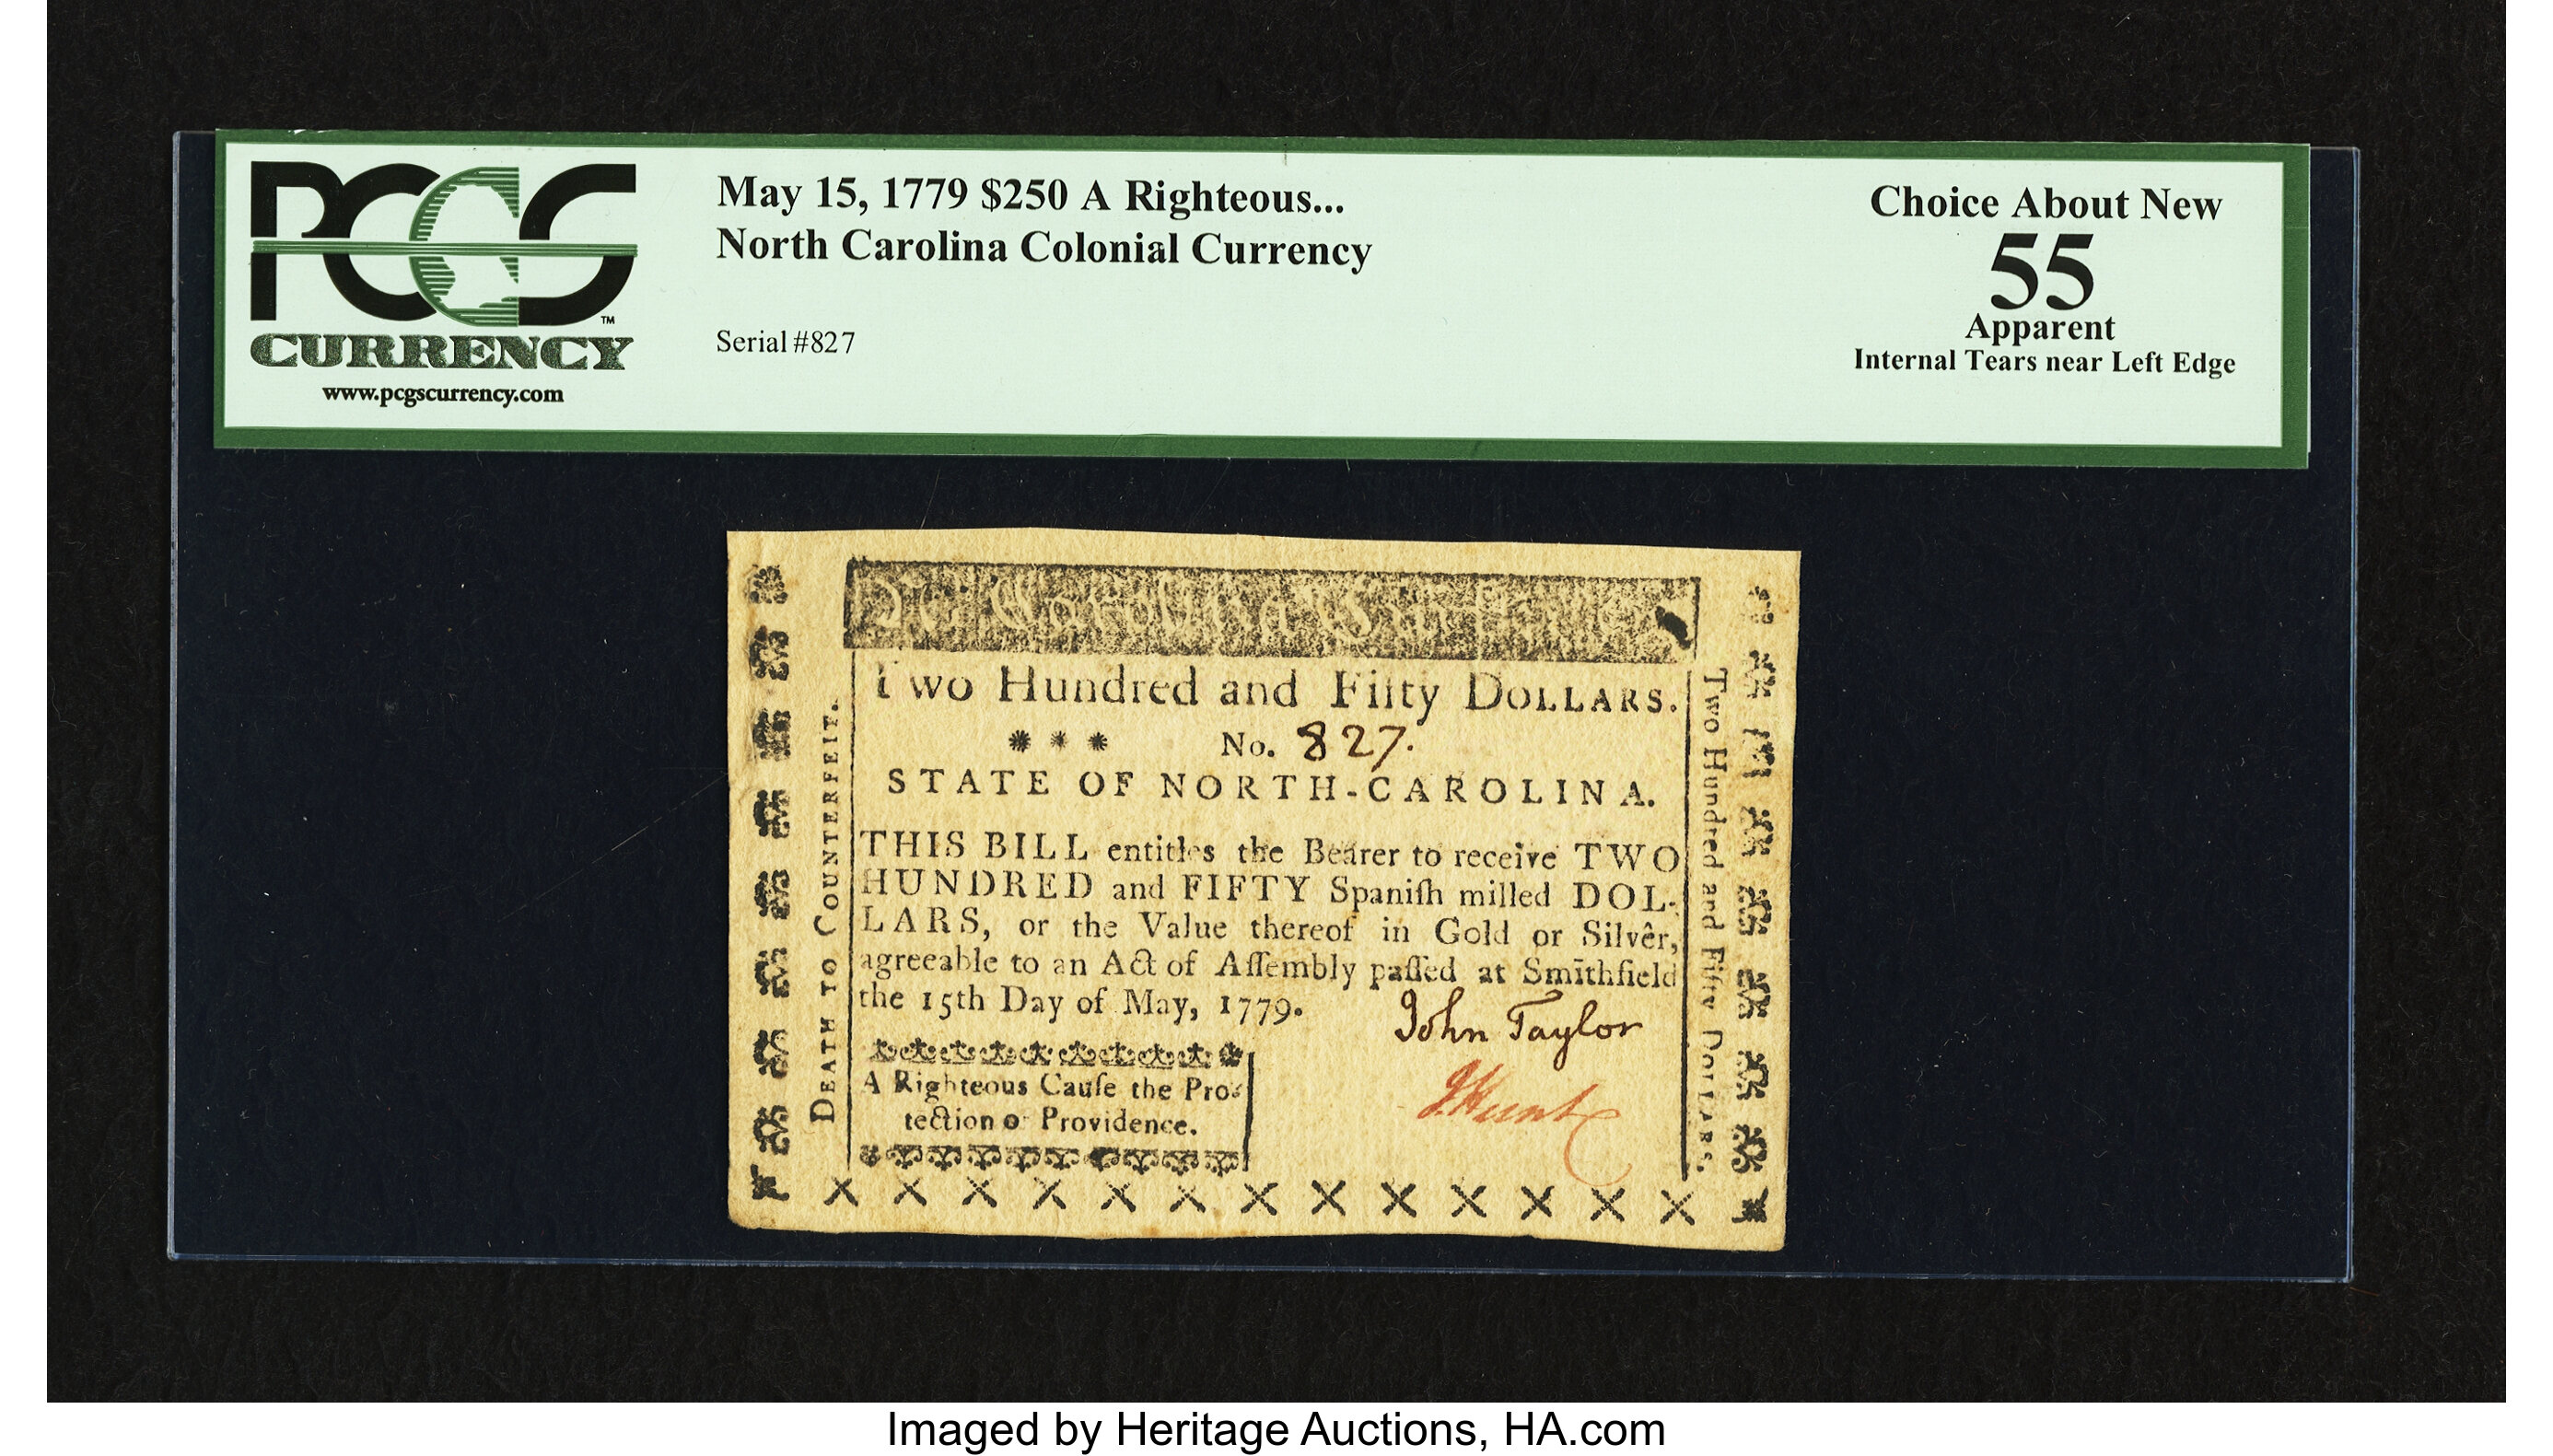 PCGS
CURRENCY
TM
www.pcgscurrency.com
May 15, 1779 $250 A Righteous...
North Carolina Colonial Currency
Serial #827
Choice About New
55
Apparent
Internal Tears near Left Edge
Two Hundred and Fifty DOLLARS.
* * * No. 827.
STATE OF NORTH-CAROLINA.
THIS BILL entitles the Bearer to receive TWO
HUNDRED and FIFTY Spaniſh milled DOL-
LARS, or the Value thereof in Gold or Silver,
agreeable to an Act of Aſſembly paſſed at Smithfield
the 15th Day of May, 1779.
John Taylor
J Hunt
A Righteous Cauſe the Pro-
tection of Providence.
DEATH TO COUNTERFEIT.
Two Hundred and Fifty DOLLARS.
X X X X X X X X X X X X X
Imaged by Heritage Auctions, HA.com